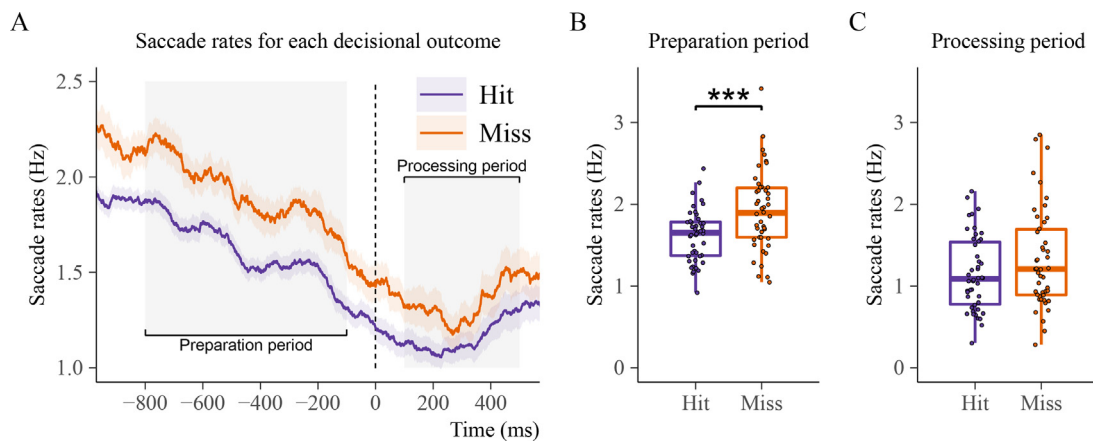 A
Saccade rates for each decisional outcome
Saccade rates (Hz)
2.5
2.0
1.5
1.0
Hit
Miss
Processing period
Preparation period
−800
−600
−400
−200
0
200
400
Time (ms)
B
Preparation period
Saccade rates (Hz)
3
2
1
0
***
Hit
Miss
C
Processing period
Saccade rates (Hz)
3
2
1
0
Hit
Miss